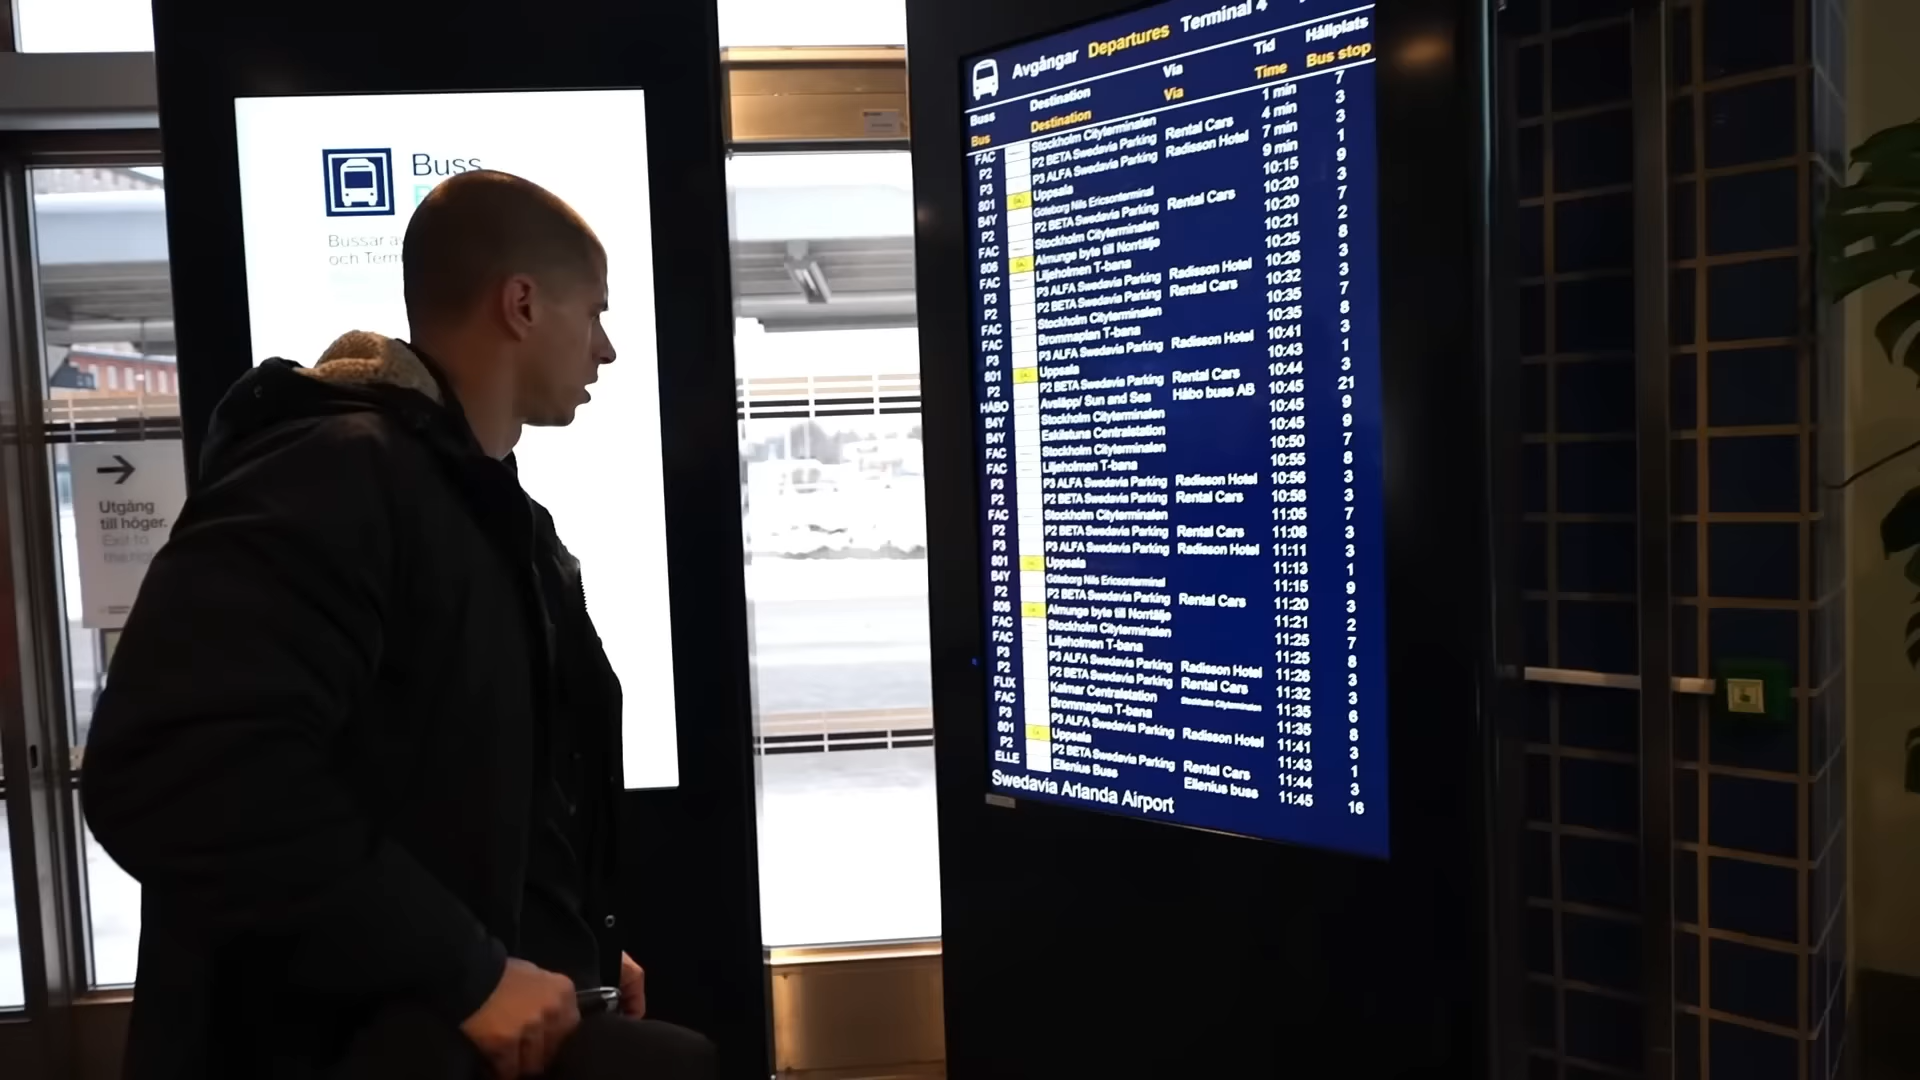 Buss
Bussar
och Term
Utgång
till höger.
Exit to
the right
Avgångar Departures Terminal 4
Buss Destination Via Tid Hållplats
Bus Destination Via Time Bus stop
FAC Stockholm Cityterminalen 1 min 7
P2 P2 BETA Swedavia Parking Rental Cars 4 min 3
P3 P3 ALFA Swedavia Parking Radisson Hotel 7 min 3
801 Uppsala 9 min 1
B4Y Göteborg Nils Ericsonterminal 10:15 9
P2 P2 BETA Swedavia Parking Rental Cars 10:20 3
FAC Stockholm Cityterminalen 10:20 7
806 Almunge byte till Norrtälje 10:21 2
FAC Liljeholmen T-bana 10:25 8
P3 P3 ALFA Swedavia Parking Radisson Hotel 10:26 3
P2 P2 BETA Swedavia Parking Rental Cars 10:32 3
FAC Stockholm Cityterminalen 10:35 7
FAC Brommaplan T-bana 10:35 8
P3 P3 ALFA Swedavia Parking Radisson Hotel 10:41 3
801 Uppsala 10:43 1
P2 P2 BETA Swedavia Parking Rental Cars 10:44 3
HÅBO Avsläpp/ Sun and Sea Håbo buss AB 10:45 21
B4Y Stockholm Cityterminalen 10:45 9
B4Y Eskilstuna Centralstation 10:45 9
FAC Stockholm Cityterminalen 10:50 7
FAC Liljeholmen T-bana 10:55 8
P3 P3 ALFA Swedavia Parking Radisson Hotel 10:56 3
P2 P2 BETA Swedavia Parking Rental Cars 10:56 3
FAC Stockholm Cityterminalen 11:05 7
P2 P2 BETA Swedavia Parking Rental Cars 11:08 3
P3 P3 ALFA Swedavia Parking Radisson Hotel 11:11 3
801 Uppsala 11:13 1
B4Y Göteborg Nils Ericsonterminal 11:15 9
P2 P2 BETA Swedavia Parking Rental Cars 11:20 3
806 Almunge byte till Norrtälje 11:21 2
FAC Stockholm Cityterminalen 11:25 7
FAC Liljeholmen T-bana 11:25 8
P3 P3 ALFA Swedavia Parking Radisson Hotel 11:26 3
P2 P2 BETA Swedavia Parking Rental Cars 11:32 3
FLIX Kalmar Centralstation Stockholm Cityterminalen 11:35 6
FAC Brommaplan T-bana 11:35 8
P3 P3 ALFA Swedavia Parking Radisson Hotel 11:41 3
801 Uppsala 11:43 1
P2 P2 BETA Swedavia Parking Rental Cars 11:44 3
ELLE Ellenius Buss Ellenius buss 11:45 16
Swedavia Arlanda Airport